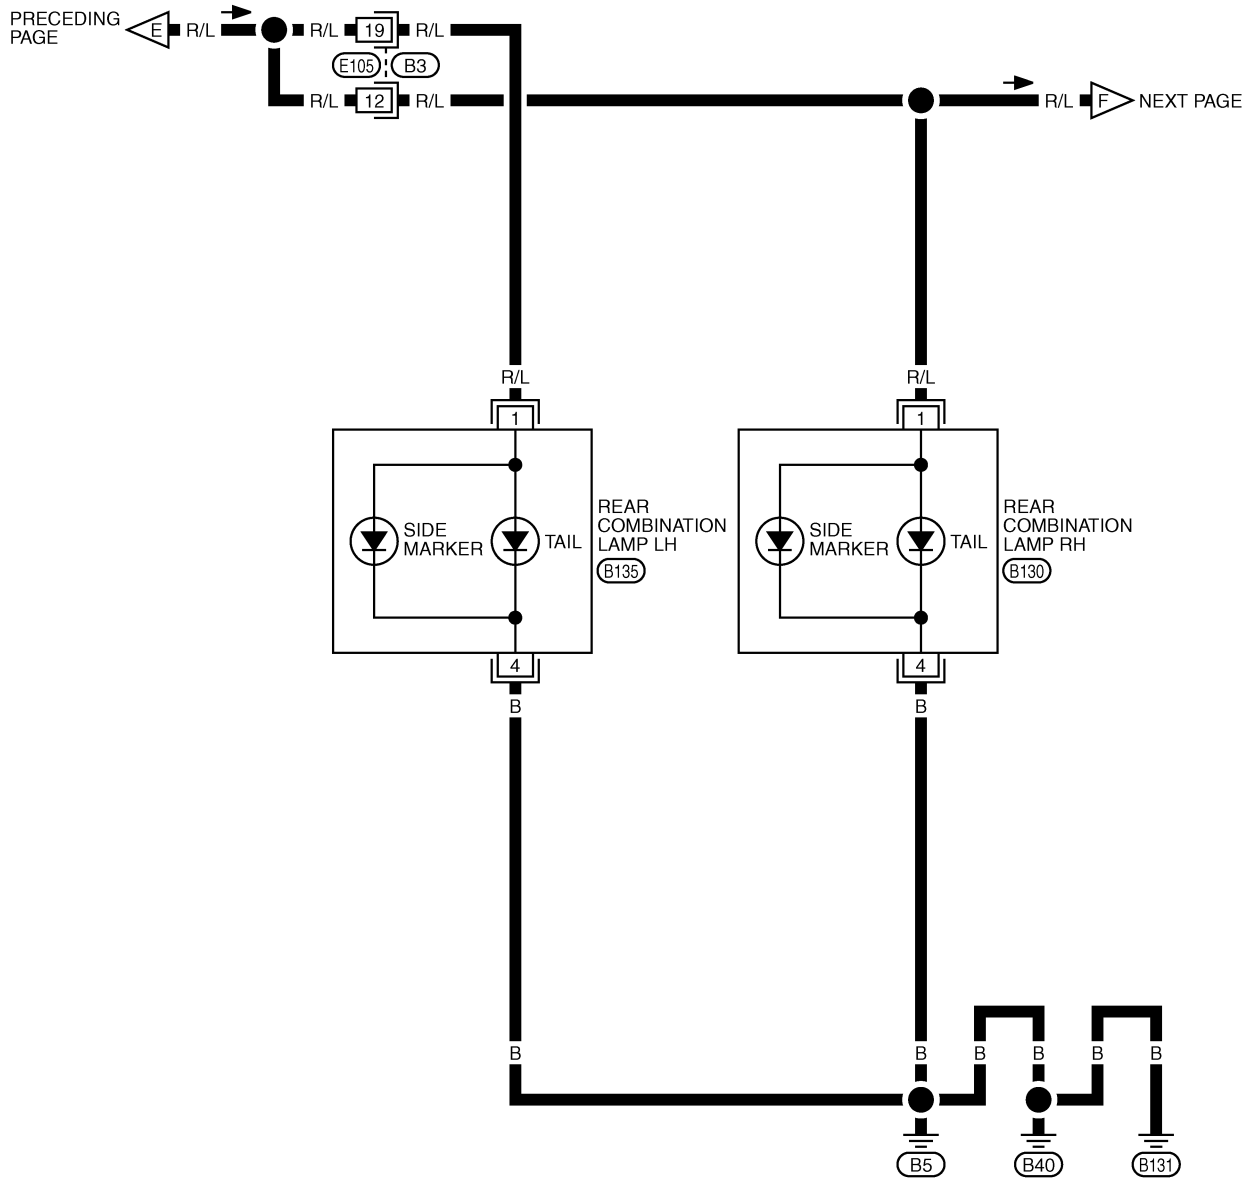 PRECEDING
PAGE
E
R/L
R/L
19
R/L
E105
B3
R/L
12
R/L
R/L
F
NEXT PAGE
R/L
R/L
1
1
SIDE
MARKER
TAIL
REAR
COMBINATION
LAMP LH
B135
SIDE
MARKER
TAIL
REAR
COMBINATION
LAMP RH
B130
4
4
B
B
B
B
B
B
B
B
B5
B40
B131